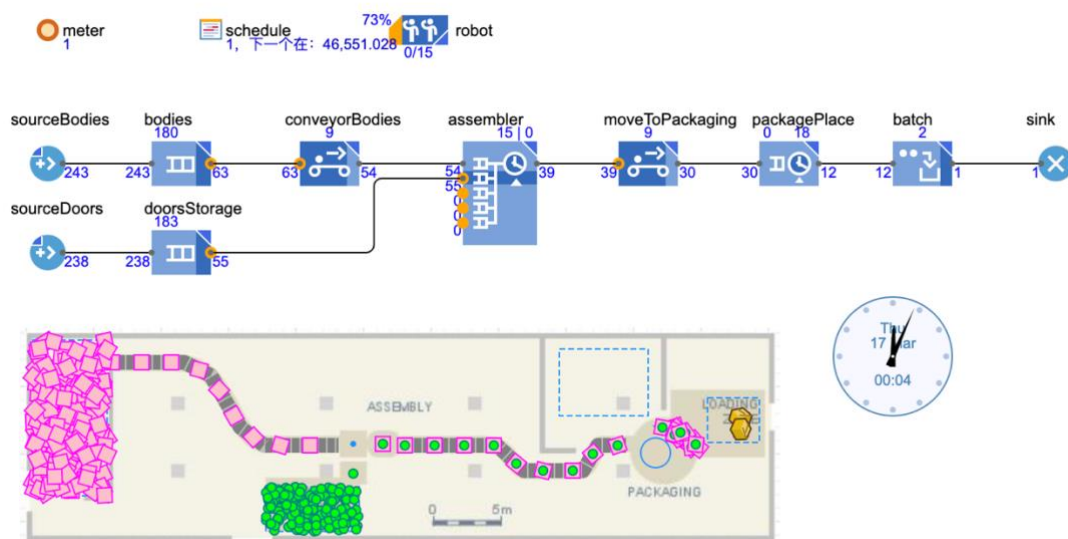 meter
1
schedule
1，下一个在：46,551.028
73%
robot
0/15
sourceBodies
bodies
conveyorBodies
assembler
moveToPackaging
packagePlace
batch
sink
180
9
15 | 0
9
0 18
2
243
243
63
63
54
54
39
39
30
30
12
12
1
1
55
0
0
0
sourceDoors
doorsStorage
183
238
238
55
ASSEMBLY
PACKAGING
0 5m
Thu
17 Mar
00:04